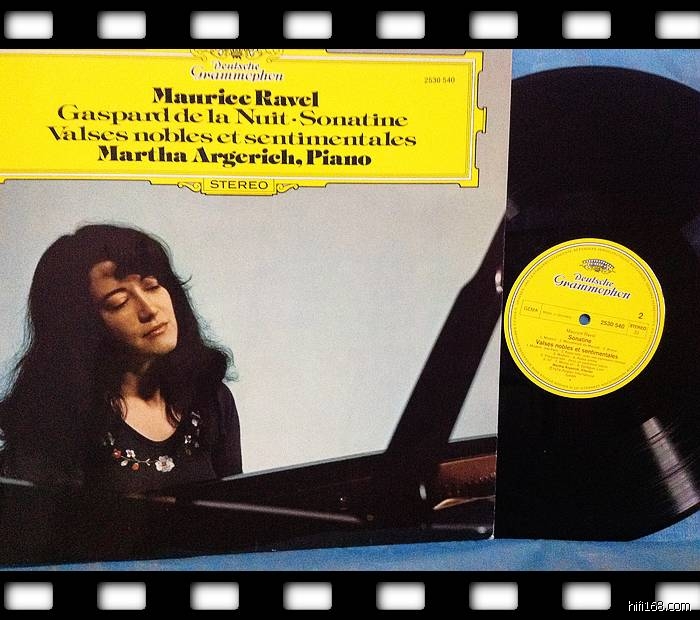 Deutsche
Grammophon
2530 540
Maurice Ravel
Gaspard de la Nuit · Sonatine
Valses nobles et sentimentales
Martha Argerich, Piano
STEREO
Deutsche
Grammophon
GEMA
2530 540
STEREO
2
Maurice Ravel
Sonatine
Valses nobles et sentimentales
hifi168.com